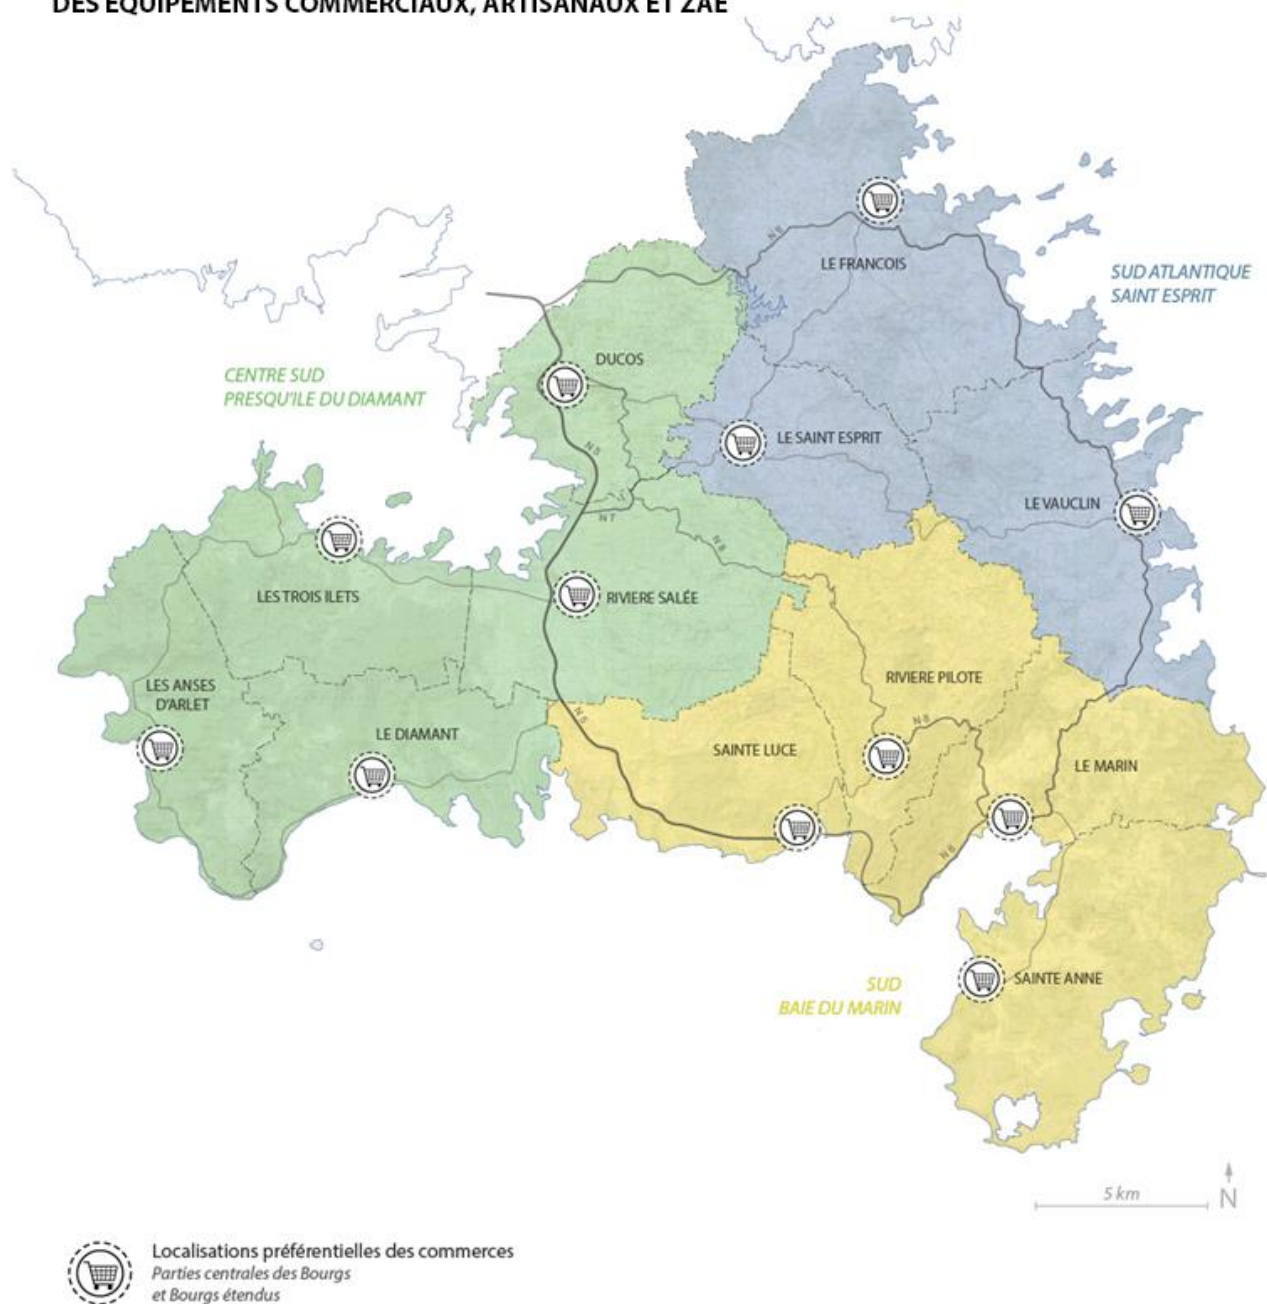 DES EQUIPEMENTS COMMERCIAUX, ARTISANAUX ET ZAE
N6
LE FRANCOIS
SUD ATLANTIQUE
SAINT ESPRIT
DUCOS
CENTRE SUD
PRESQU'ILE DU DIAMANT
LE SAINT ESPRIT
N5
LE VAUCLIN
N7
N8
LES TROIS ILETS
RIVIERE SALÉE
RIVIERE PILOTE
LES ANSES
D'ARLET
N5
N8
LE DIAMANT
SAINTE LUCE
LE MARIN
N6
SUD
BAIE DU MARIN
SAINTE ANNE
5 km
N
Localisations préférentielles des commerces
Parties centrales des Bourgs
et Bourgs étendus